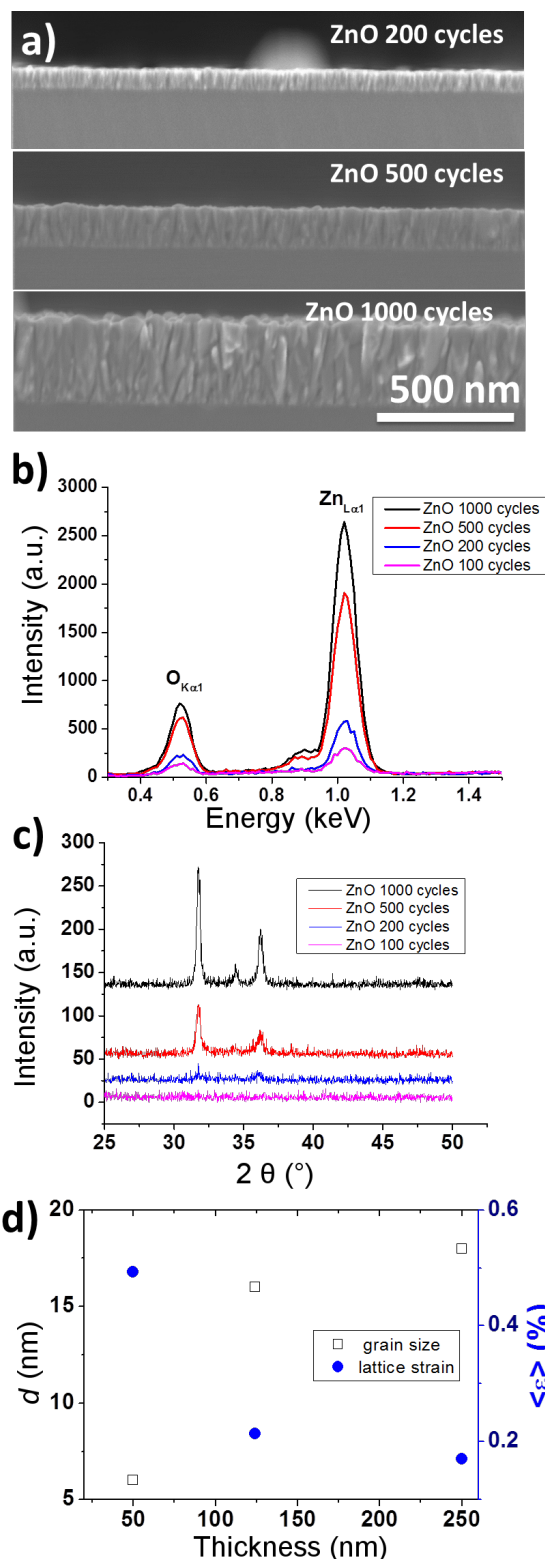 a)
ZnO 200 cycles
ZnO 500 cycles
ZnO 1000 cycles
500 nm
b)
3000
2500
2000
1500
1000
500
0
Intensity (a.u.)
Zn Lα1
O Kα1
ZnO 1000 cycles
ZnO 500 cycles
ZnO 200 cycles
ZnO 100 cycles
0.4 0.6 0.8 1.0 1.2 1.4
Energy (keV)
c)
300
250
200
150
100
50
0
Intensity (a.u.)
ZnO 1000 cycles
ZnO 500 cycles
ZnO 200 cycles
ZnO 100 cycles
25 30 35 40 45 50
2 θ (°)
d)
20
15
10
5
d (nm)
grain size
lattice strain
0.6
0.4
0.2
<ε> (%)
50 100 150 200 250
Thickness (nm)